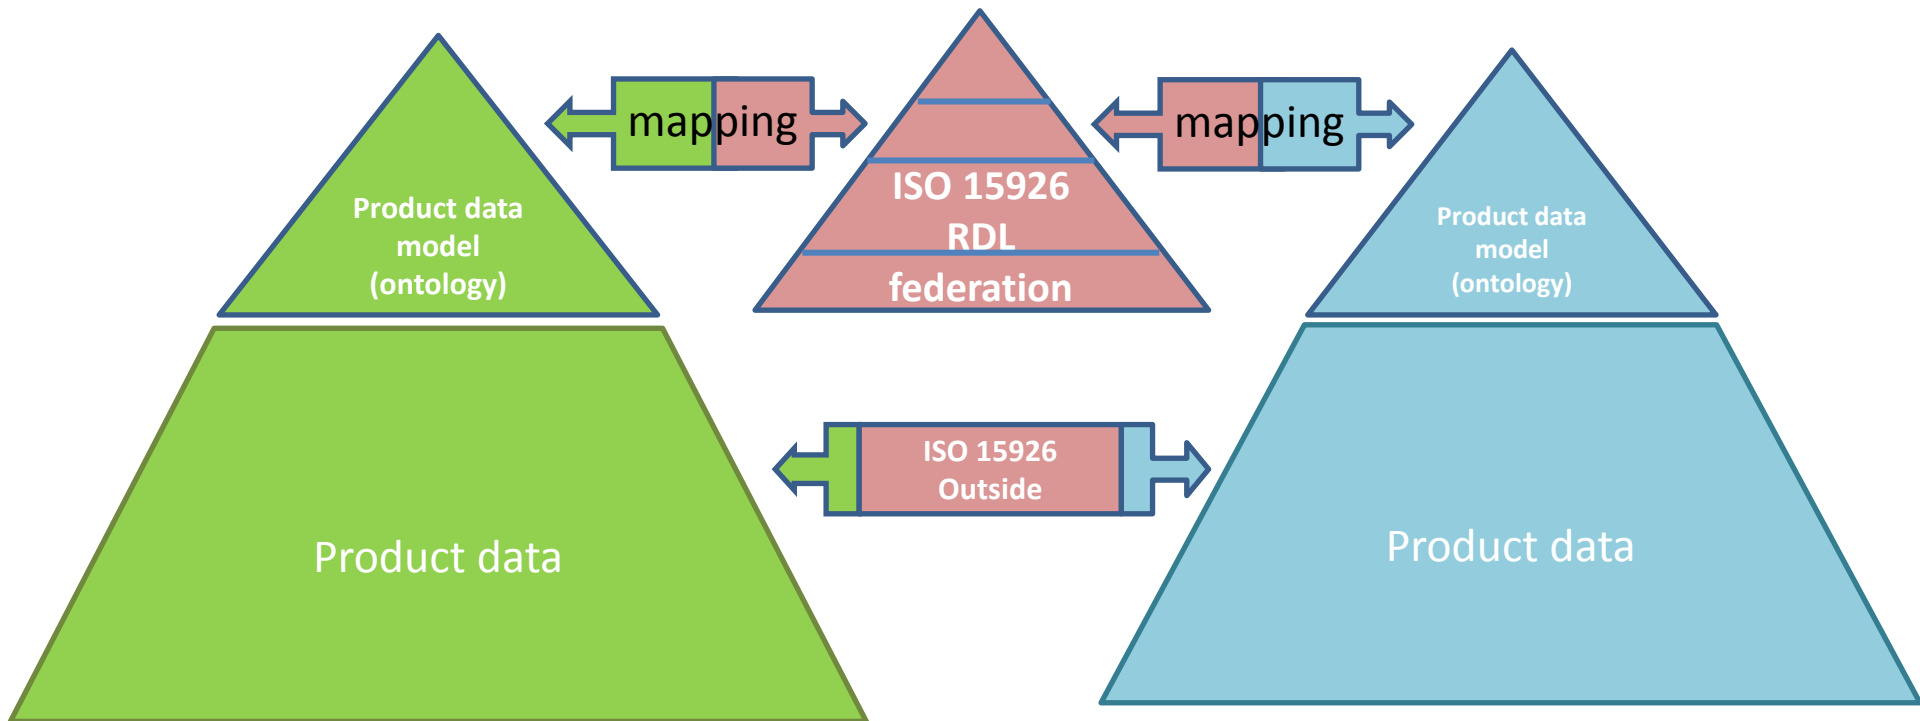 mapping
mapping
Product data
model
(ontology)
ISO 15926
RDL
federation
Product data
model
(ontology)
ISO 15926
Outside
Product data
Product data